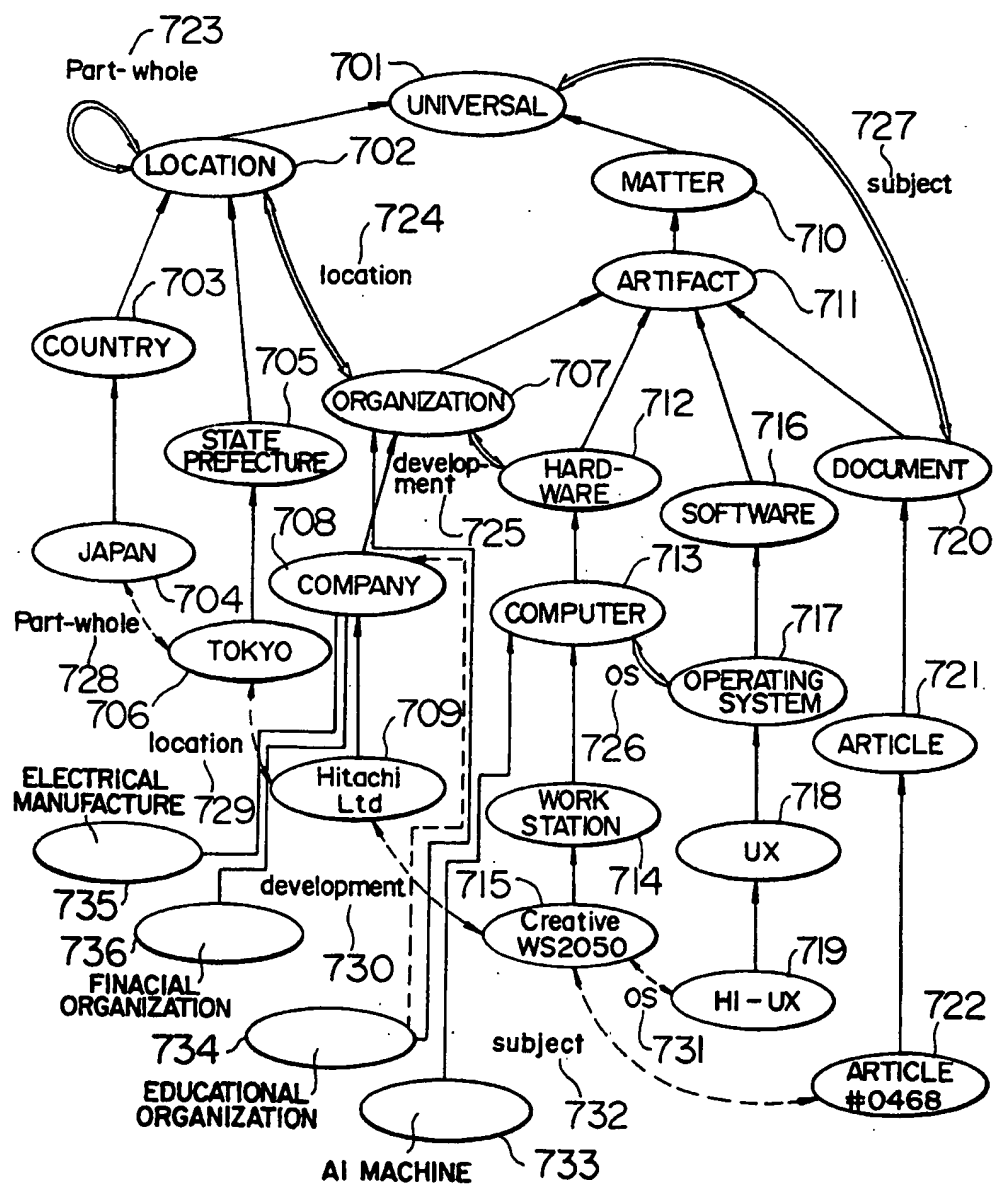 723
Part-whole
701
UNIVERSAL
727
subject
LOCATION
702
MATTER
710
724
location
ARTIFACT
711
703
COUNTRY
705
ORGANIZATION
707
712
716
STATE
PREFECTURE
develop-
ment
725
HARD-
WARE
DOCUMENT
720
SOFTWARE
708
JAPAN
704
COMPANY
713
COMPUTER
717
Part-whole
728
TOKYO
706
OS
726
OPERATING
SYSTEM
721
ARTICLE
709
location
729
Hitachi
Ltd
ELECTRICAL
MANUFACTURE
735
WORK
STATION
714
718
UX
development
730
715
Creative
WS2050
736
FINACIAL
ORGANIZATION
719
HI-UX
OS
731
722
734
EDUCATIONAL
ORGANIZATION
subject
732
ARTICLE
#0468
AI MACHINE
733